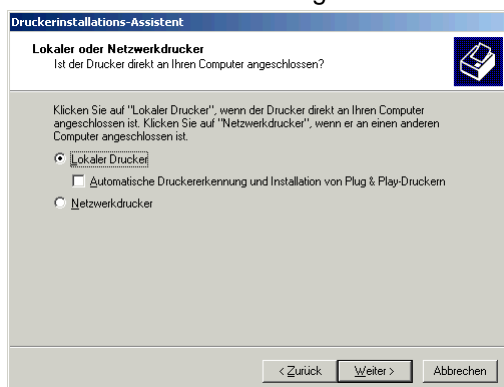 Druckerinstallations-Assistent
Lokaler oder Netzwerkdrucker
Ist der Drucker direkt an Ihren Computer angeschlossen?
Klicken Sie auf "Lokaler Drucker", wenn der Drucker direkt an Ihren Computer
angeschlossen ist. Klicken Sie auf "Netzwerkdrucker", wenn er an einen anderen
Computer angeschlossen ist.
Lokaler Drucker
Automatische Druckererkennung und Installation von Plug & Play-Druckern
Netzwerkdrucker
< Zurück Weiter > Abbrechen